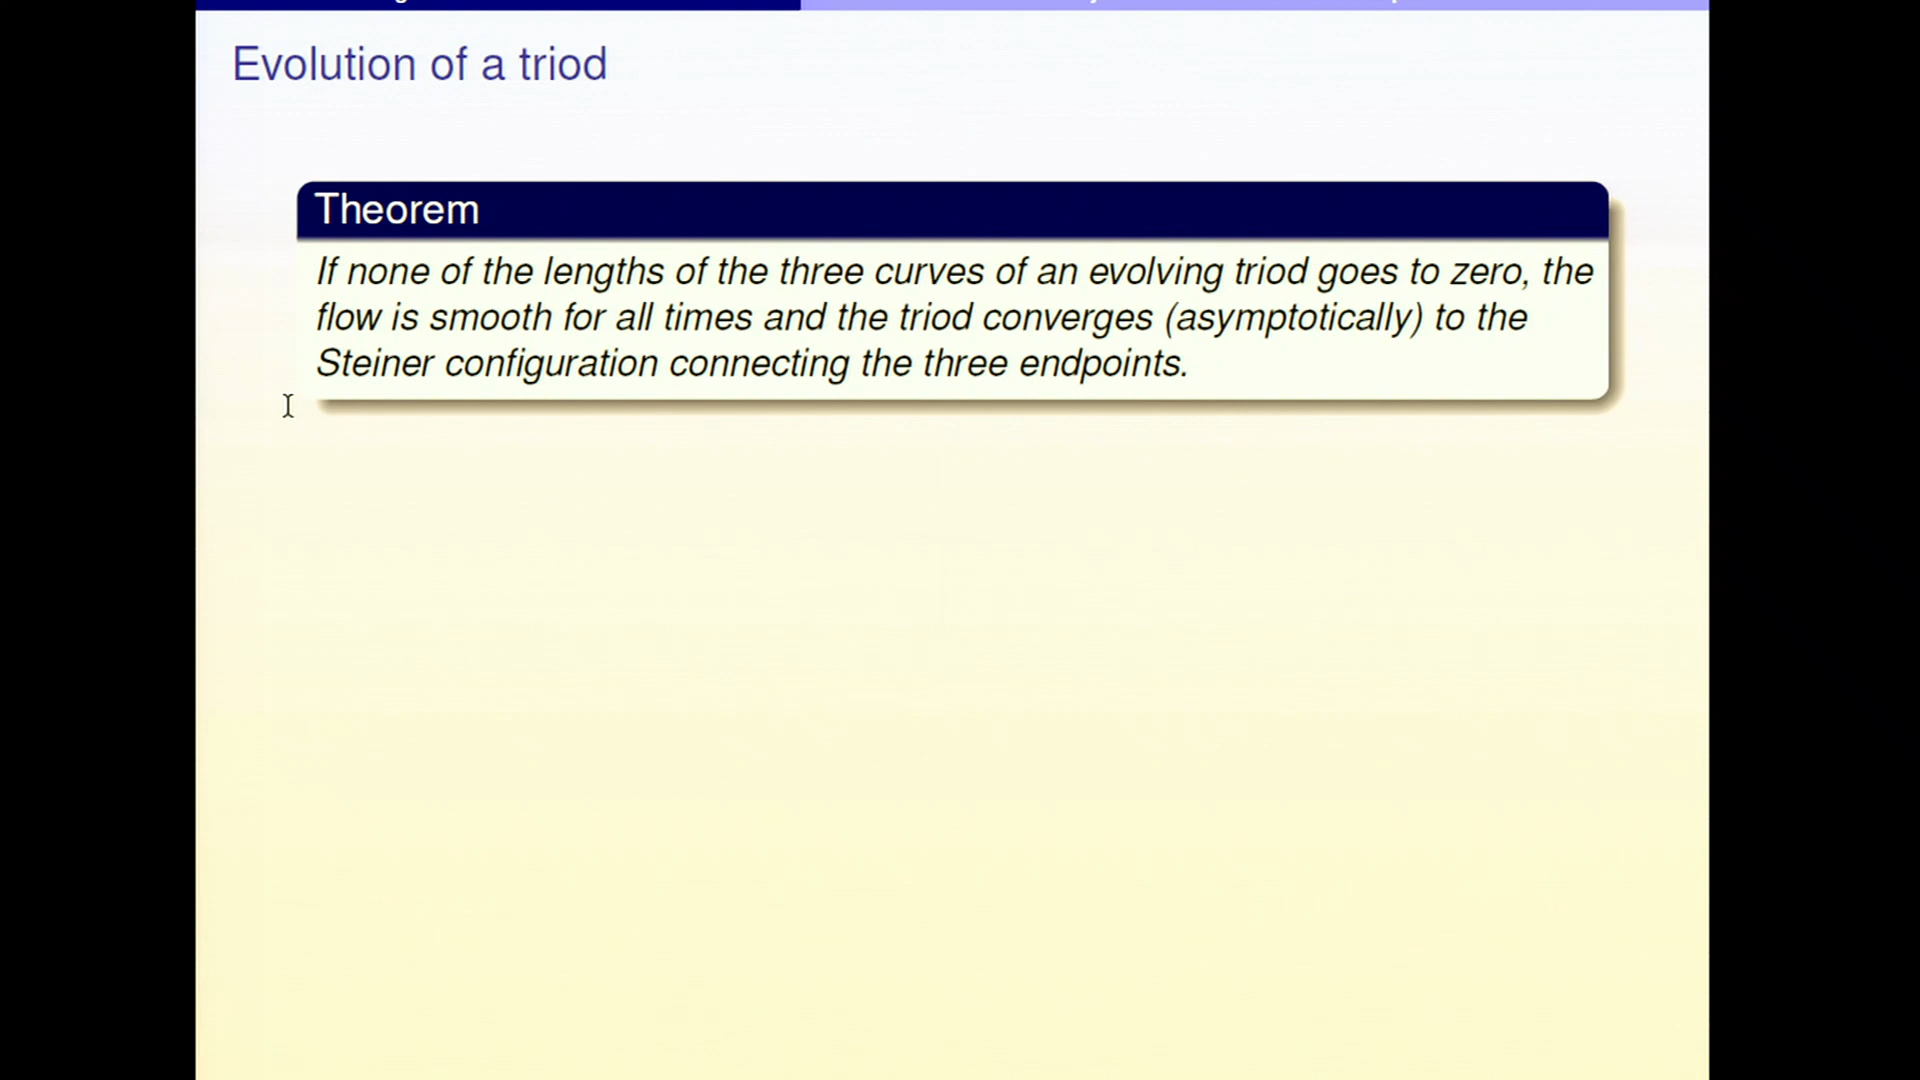 Evolution of a triod
Theorem
If none of the lengths of the three curves of an evolving triod goes to zero, the
flow is smooth for all times and the triod converges (asymptotically) to the
Steiner configuration connecting the three endpoints.